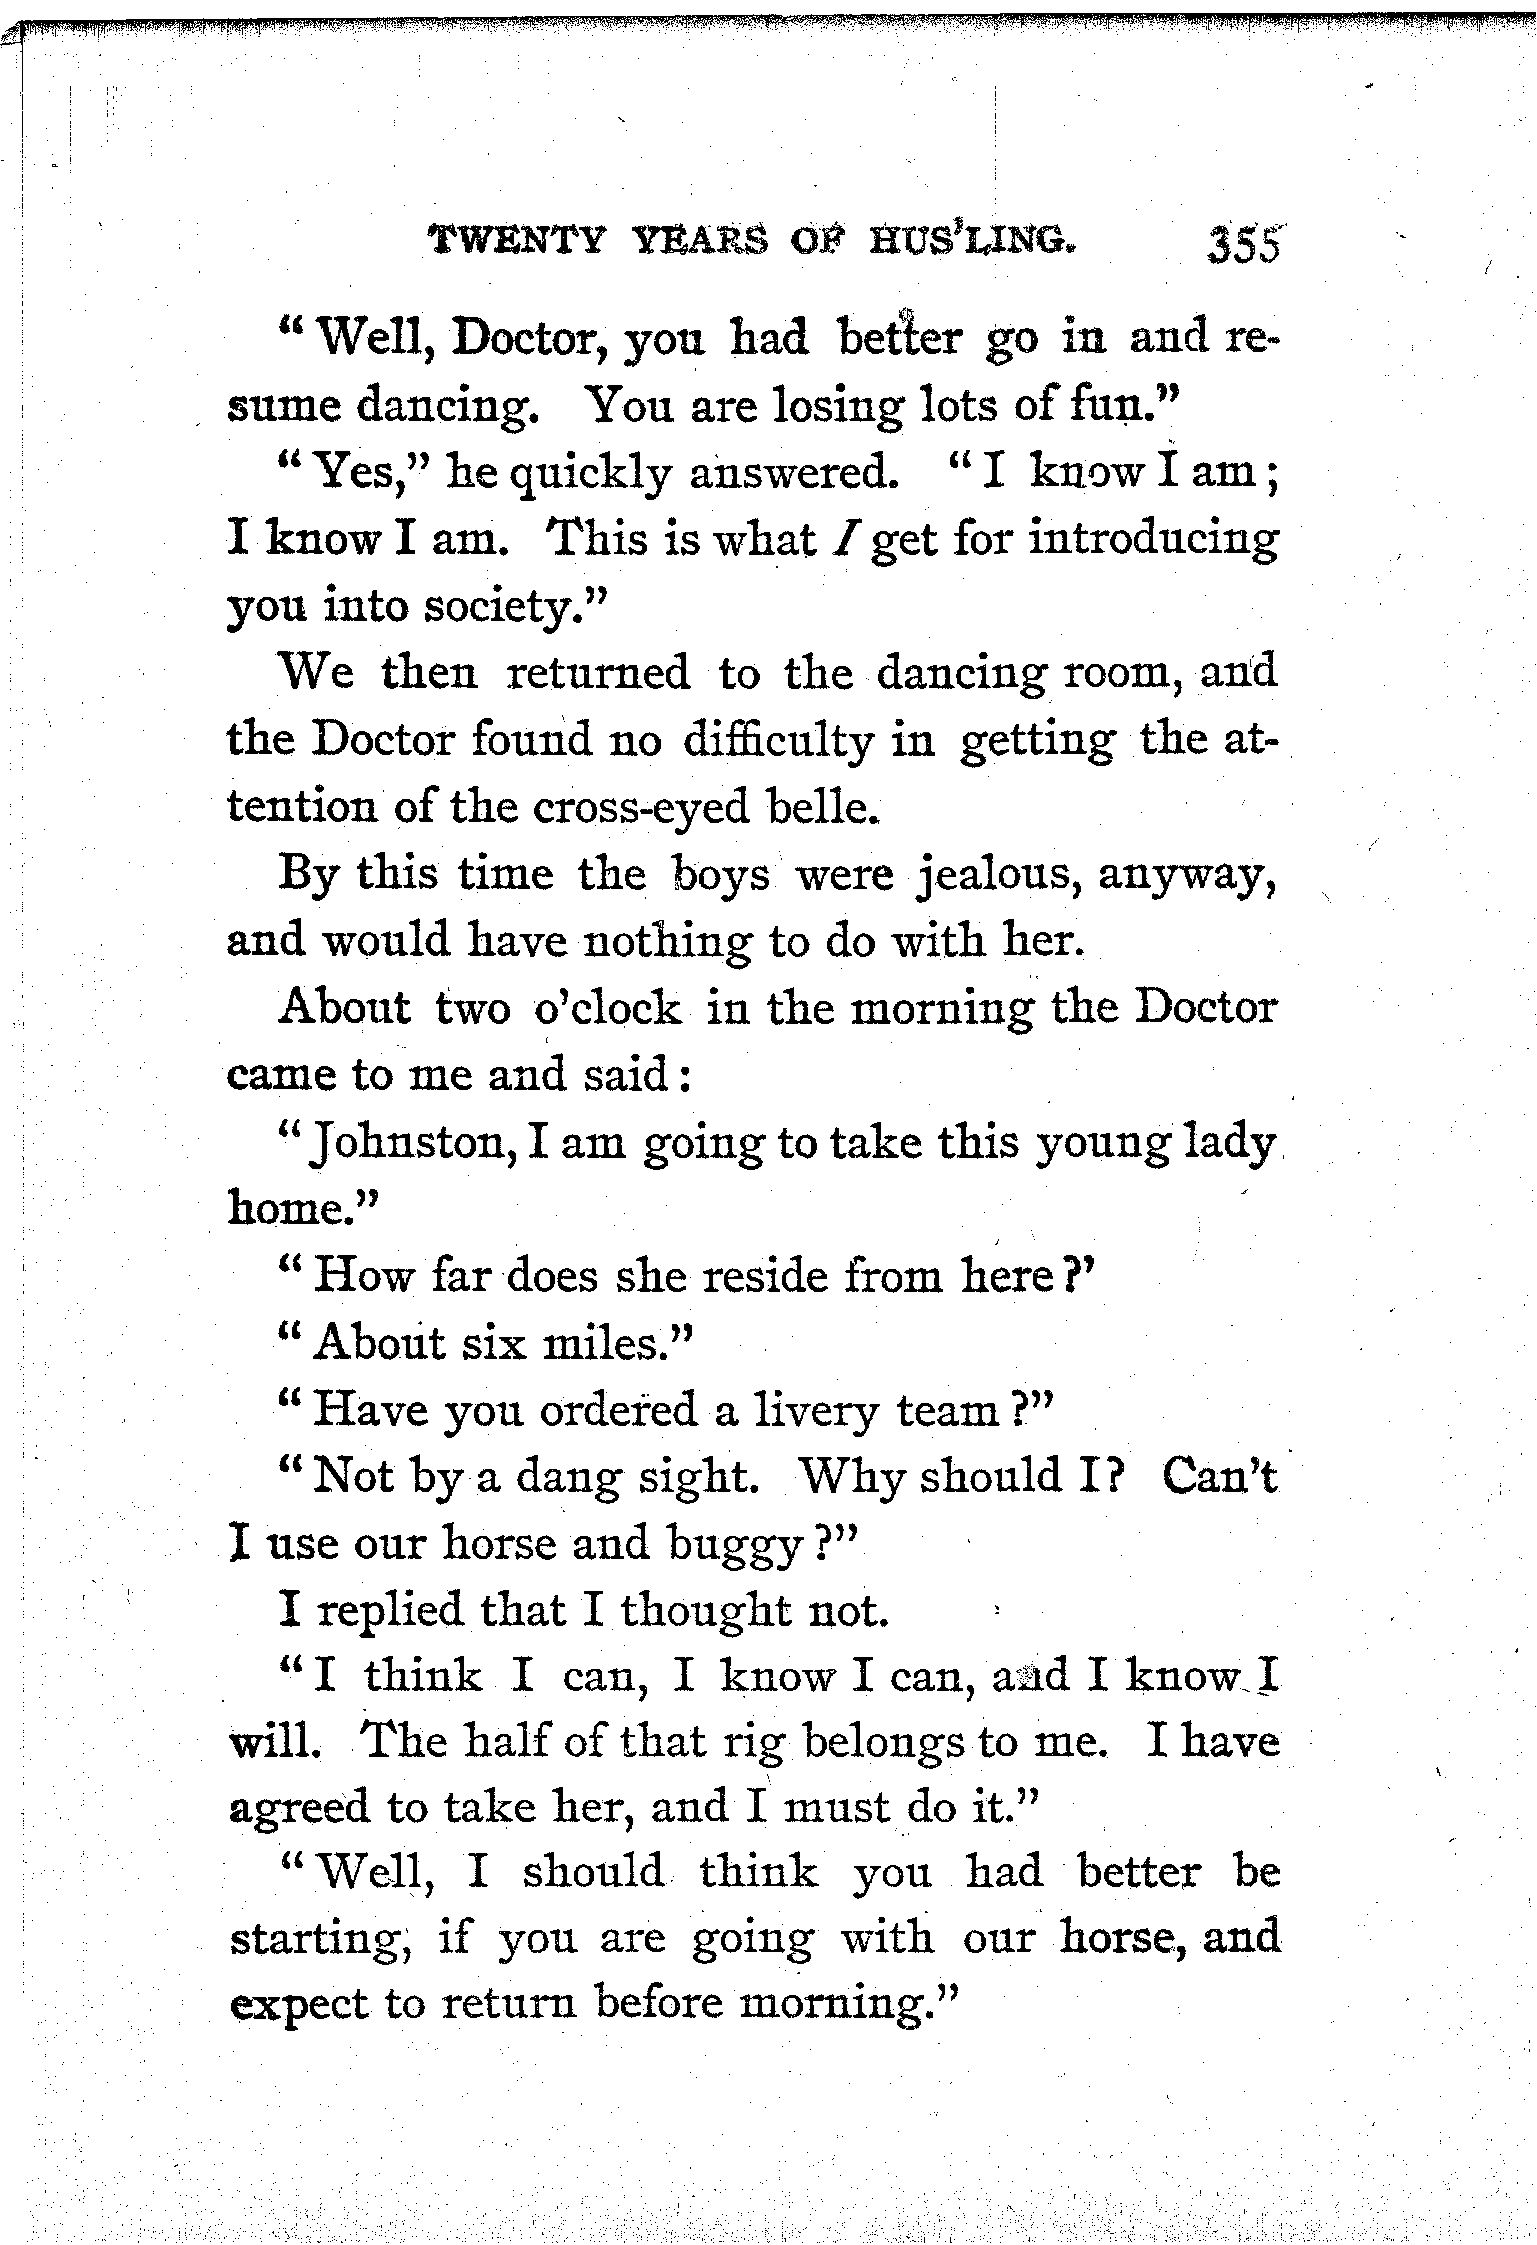 TWENTY YEARS OF HUS'LING. 355
“Well, Doctor, you had better go in and re-
sume dancing. You are losing lots of fun.”
“Yes,” he quickly answered. “I know I am;
I know I am. This is what I get for introducing
you into society.”
We then returned to the dancing room, and
the Doctor found no difficulty in getting the at-
tention of the cross-eyed belle.
By this time the boys were jealous, anyway,
and would have nothing to do with her.
About two o’clock in the morning the Doctor
came to me and said:
“Johnston, I am going to take this young lady
home.”
“How far does she reside from here?’
“About six miles.”
“Have you ordered a livery team?”
“Not by a dang sight. Why should I? Can’t
I use our horse and buggy?”
I replied that I thought not.
“I think I can, I know I can, and I know I
will. The half of that rig belongs to me. I have
agreed to take her, and I must do it.”
“Well, I should think you had better be
starting, if you are going with our horse, and
expect to return before morning.”